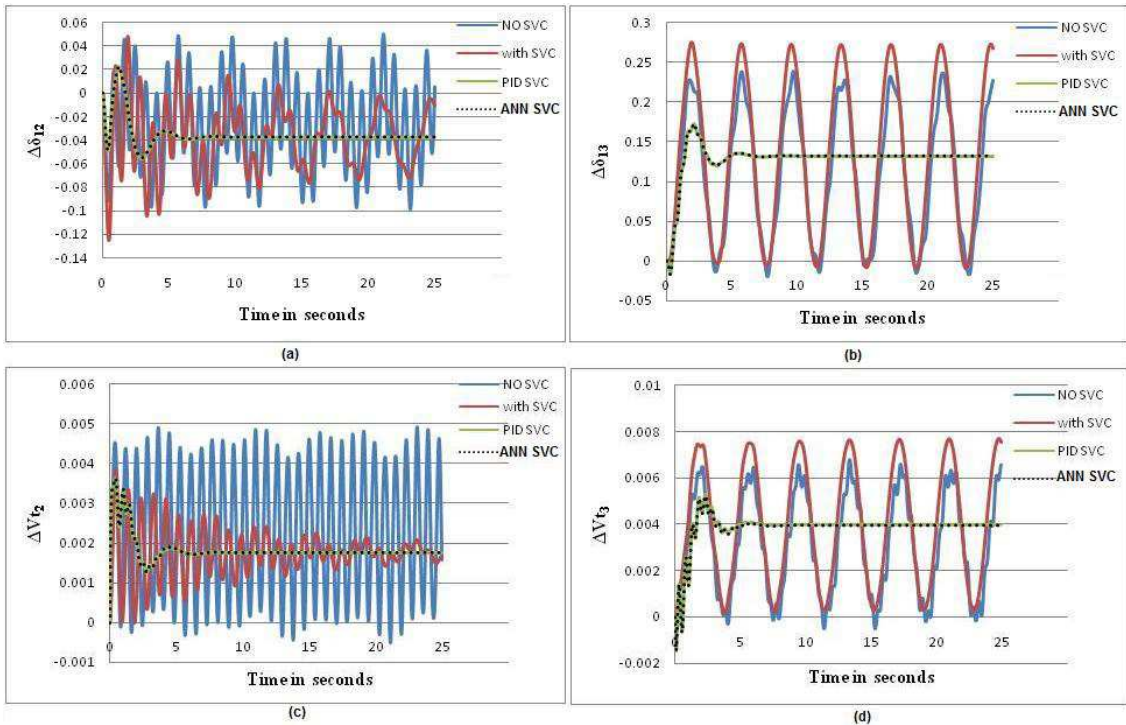 0.06
0.04
0.02
0
-0.02
-0.04
-0.06
-0.08
-0.1
-0.12
-0.14
Δδ12
0 5 10 15 20 25
Time in seconds
NO SVC
with SVC
PID SVC
ANN SVC
(a)
0.3
0.25
0.2
0.15
0.1
0.05
0
-0.05
Δδ13
0 5 10 15 20 25
Time in seconds
NO SVC
with SVC
PID SVC
ANN SVC
(b)
0.006
0.005
0.004
0.003
0.002
0.001
0
-0.001
ΔVt2
0 5 10 15 20 25
Time in seconds
NO SVC
with SVC
PID SVC
ANN SVC
(c)
0.01
0.008
0.006
0.004
0.002
0
-0.002
ΔVt3
0 5 10 15 20 25
Time in seconds
NO SVC
with SVC
PID SVC
ANN SVC
(d)